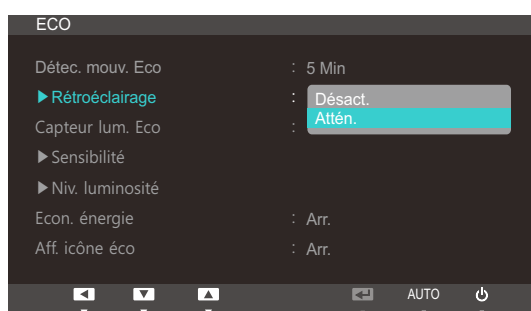 ECO
Détec. mouv. Eco : 5 Min
▶Rétroéclairage : Désact.
Attén.
Capteur lum. Eco :
▶Sensibilité
▶Niv. luminosité
Econ. énergie : Arr.
Aff. icône éco : Arr.
AUTO